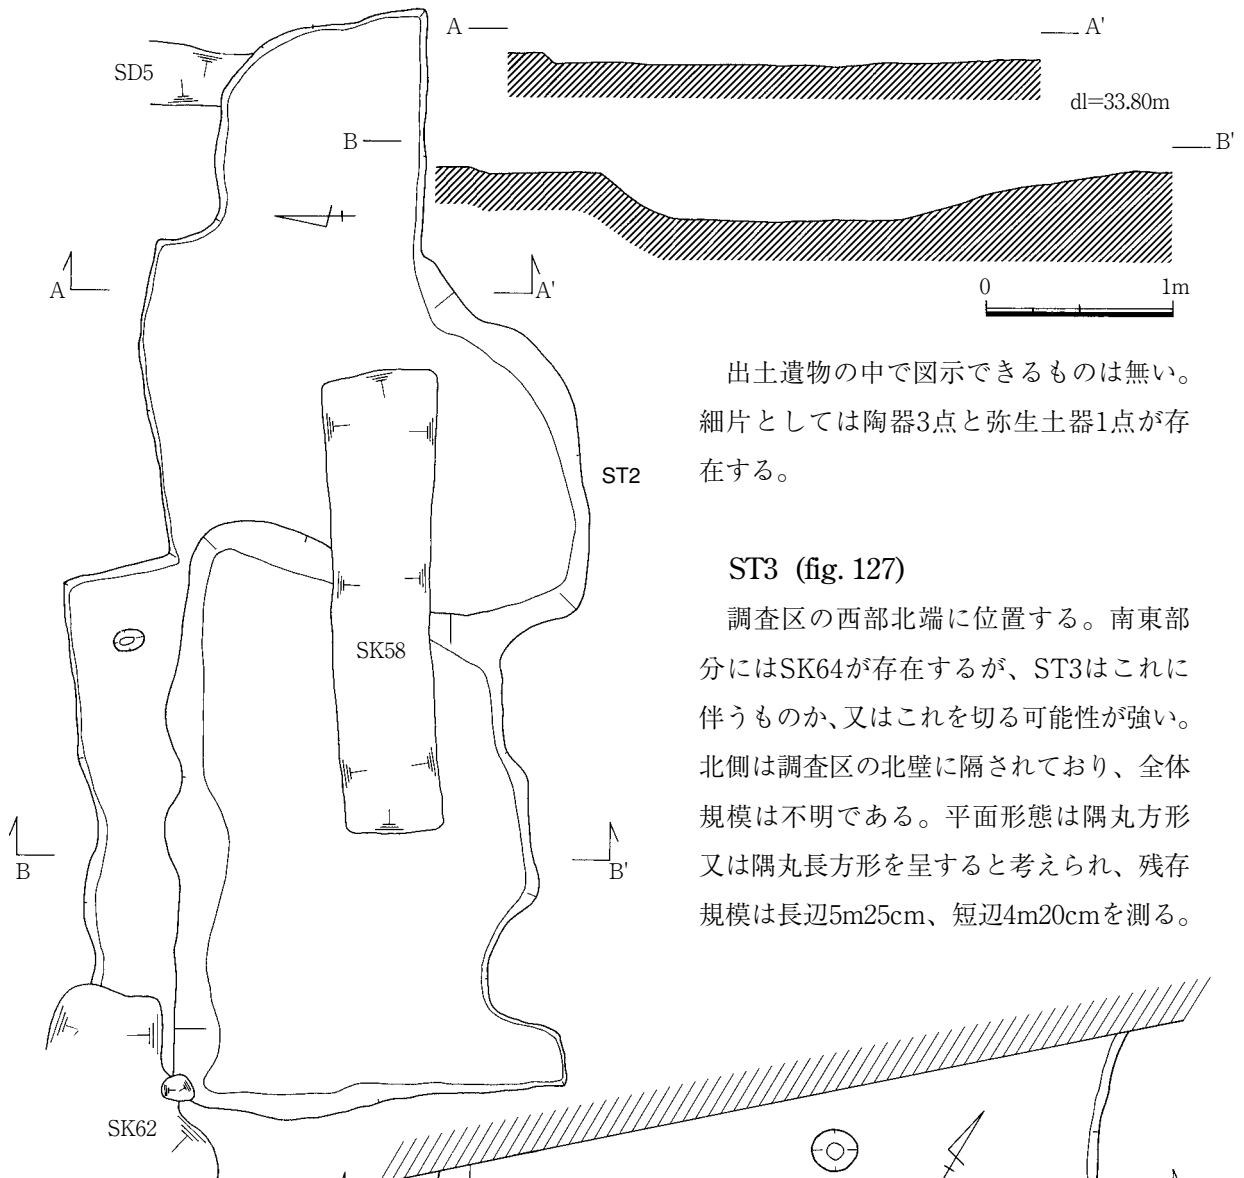 A
A'
SD5
dl=33.80m
B
B'
A
A'
0
1m
出土遺物の中で図示できるものは無い。
細片としては陶器3点と弥生土器1点が存
在する。
ST2
ST3 (fig. 127)
調査区の西部北端に位置する。南東部
分にはSK64が存在するが、ST3はこれに
伴うものか、又はこれを切る可能性が強い。
北側は調査区の北壁に隔されており、全体
規模は不明である。平面形態は隅丸方形
又は隅丸長方形を呈すると考えられ、残存
規模は長辺5m25cm、短辺4m20cmを測る。
SK58
B
B'
SK62